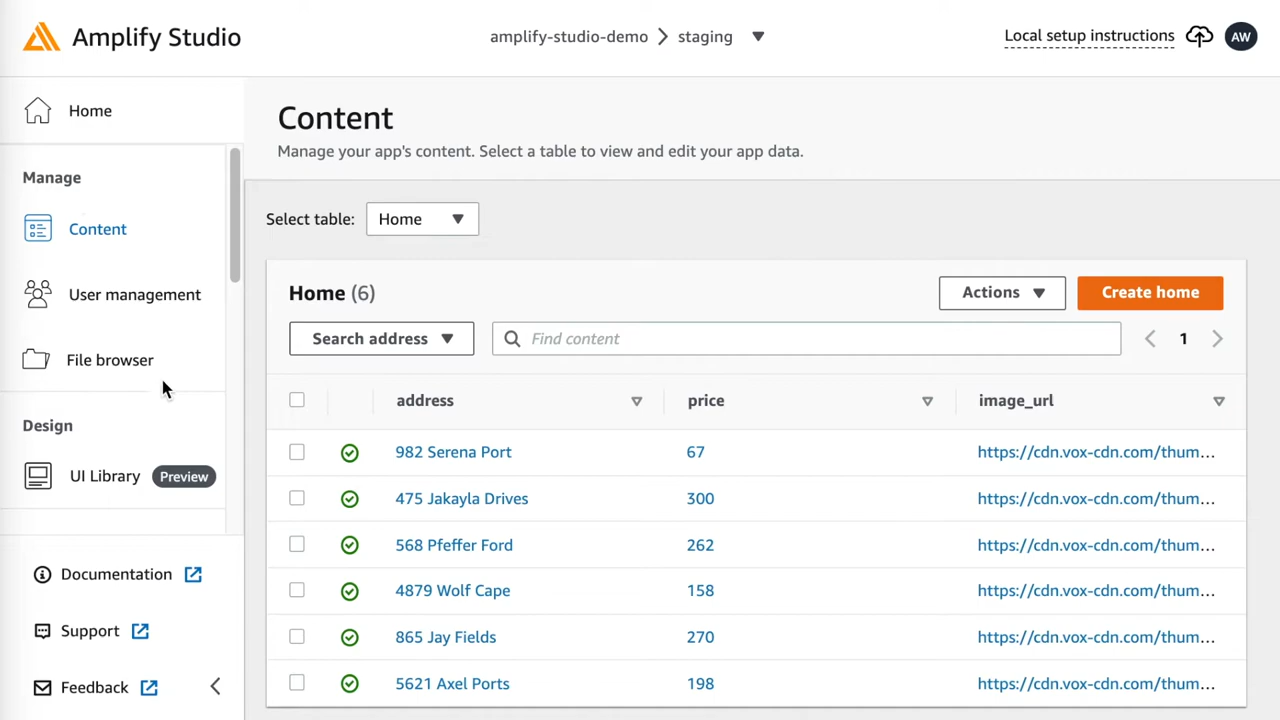 Amplify Studio
amplify-studio-demo > staging
Local setup instructions
AW
Home
Manage
Content
User management
File browser
Design
UI Library Preview
Documentation
Support
Feedback
Content
Manage your app's content. Select a table to view and edit your app data.
Select table: Home
Home (6)
Actions
Create home
Search address
Find content
1
address price image_url
982 Serena Port 67 https://cdn.vox-cdn.com/thum...
475 Jakayla Drives 300 https://cdn.vox-cdn.com/thum...
568 Pfeffer Ford 262 https://cdn.vox-cdn.com/thum...
4879 Wolf Cape 158 https://cdn.vox-cdn.com/thum...
865 Jay Fields 270 https://cdn.vox-cdn.com/thum...
5621 Axel Ports 198 https://cdn.vox-cdn.com/thum...